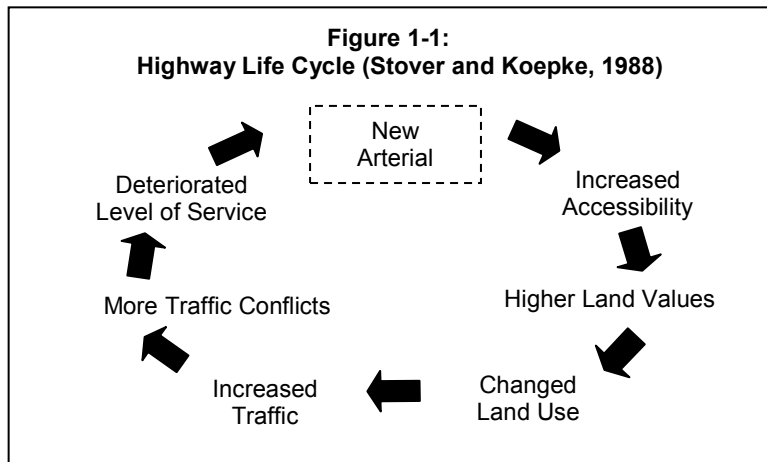 Figure 1-1:
Highway Life Cycle (Stover and Koepke, 1988)
New
Arterial
Increased
Accessibility
Higher Land Values
Changed
Land Use
Increased
Traffic
More Traffic Conflicts
Deteriorated
Level of Service